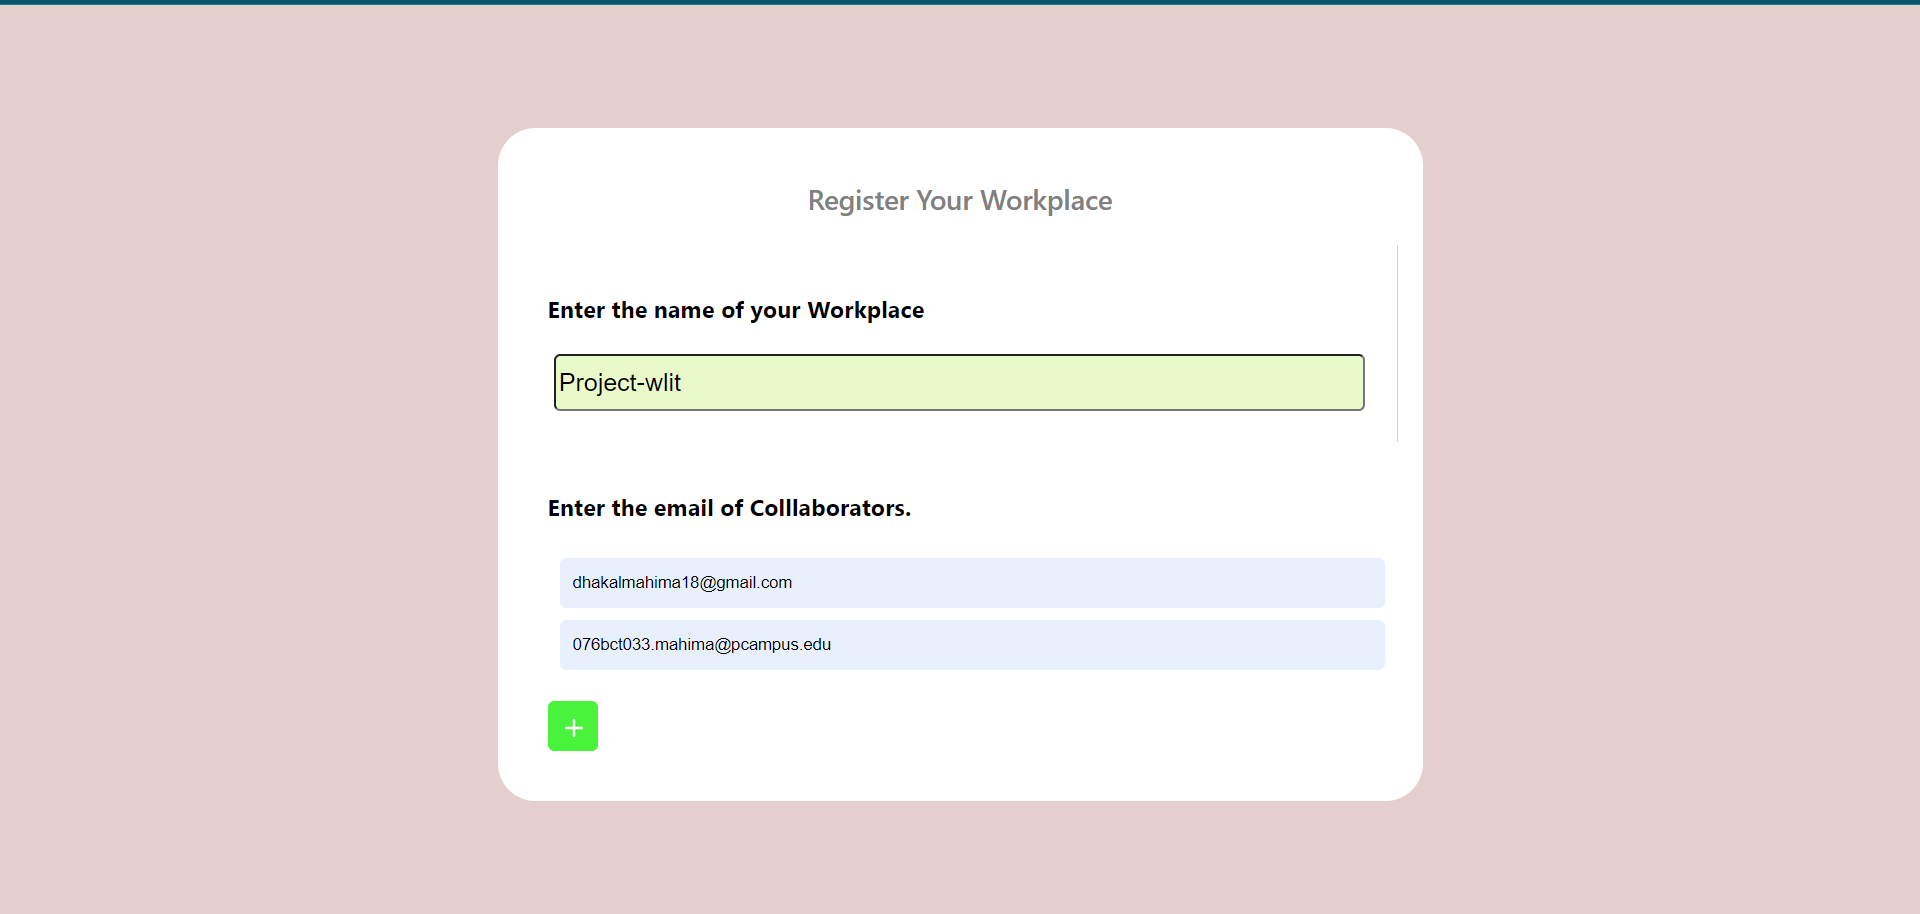 Register Your Workplace
Enter the name of your Workplace
Project-wlit
Enter the email of Colllaborators.
dhakalmahima18@gmail.com
076bct033.mahima@pcampus.edu
+